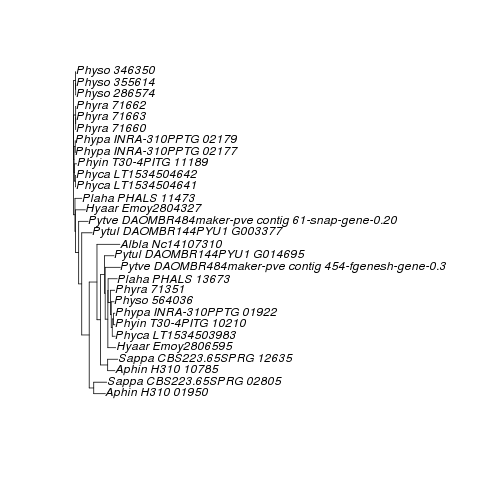 Physo 346350
Physo 355614
Physo 286574
Phyra 71662
Phyra 71663
Phyra 71660
Phypa INRA-310PPTG 02179
Phypa INRA-310PPTG 02177
Phyin T30-4PITG 11189
Phyca LT1534504642
Phyca LT1534504641
Plaha PHALS 11473
Hyaar Emoy2804327
Pytve DAOMBR484maker-pve contig 61-snap-gene-0.20
Pytul DAOMBR144PYU1 G003377
Albla Nc14107310
Pytul DAOMBR144PYU1 G014695
Pytve DAOMBR484maker-pve contig 454-fgenesh-gene-0.3
Plaha PHALS 13673
Phyra 71351
Physo 564036
Phypa INRA-310PPTG 01922
Phyin T30-4PITG 10210
Phyca LT1534503983
Hyaar Emoy2806595
Sappa CBS223.65SPRG 12635
Aphin H310 10785
Sappa CBS223.65SPRG 02805
Aphin H310 01950